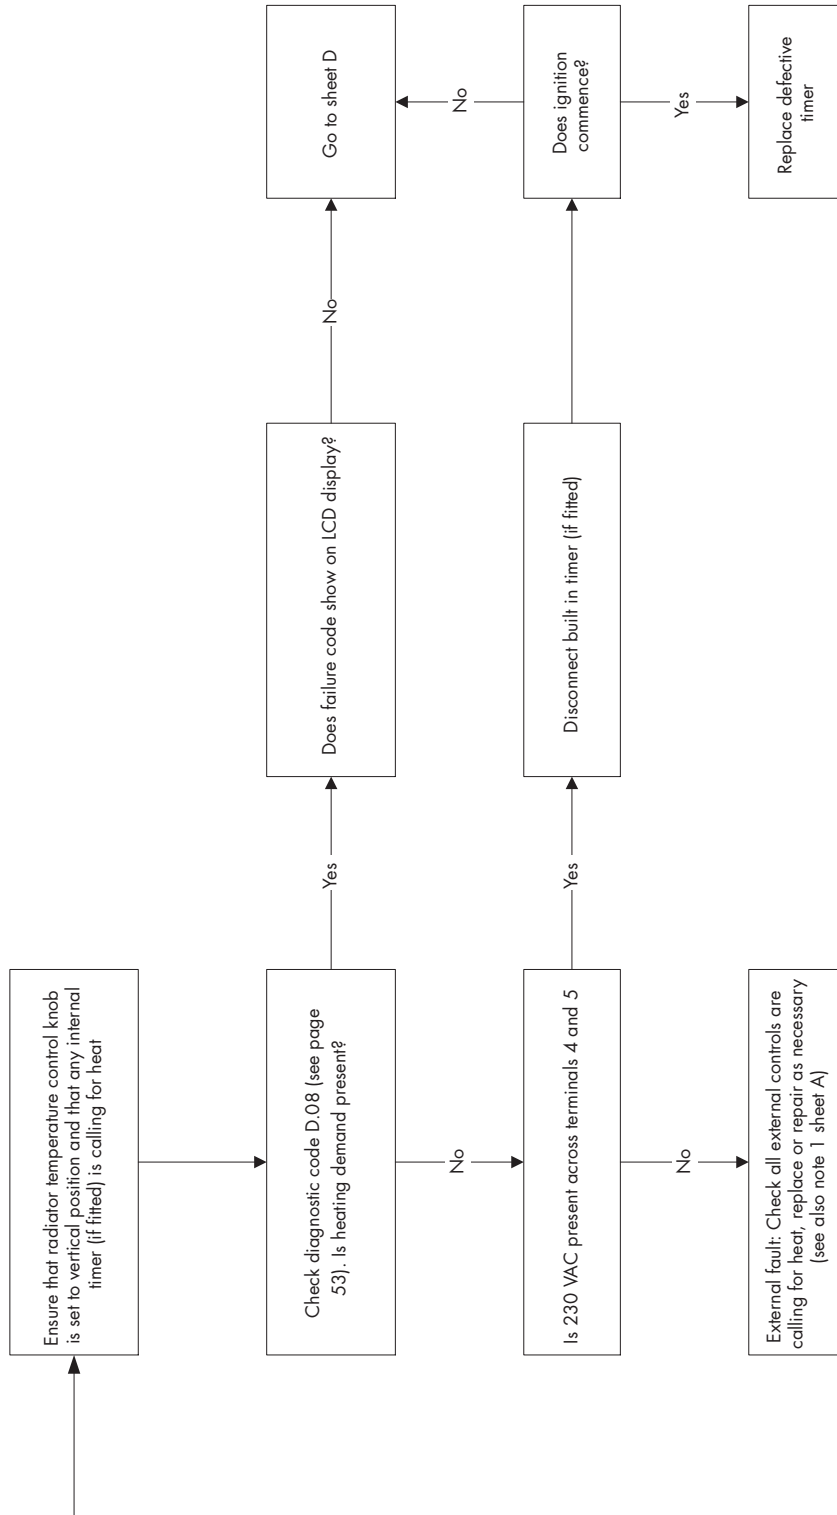 Ensure that radiator temperature control knob
is set to vertical position and that any internal
timer (if fitted) is calling for heat
Check diagnostic code D.08 (see page
53). Is heating demand present?
Yes
Does failure code show on LCD display?
No
Go to sheet D
No
Is 230 VAC present across terminals 4 and 5
Yes
Disconnect built in timer (if fitted)
Does ignition
commence?
No
Yes
Replace defective
timer
No
External fault: Check all external controls are
calling for heat, replace or repair as necessary
(see also note 1 sheet A)